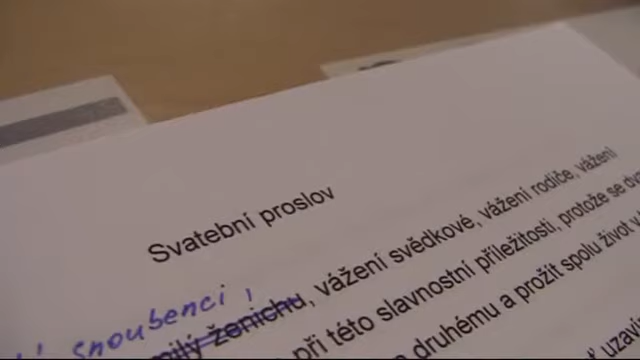 Svatební proslov
snoubenci,
milý ženichu, vážení svědkové, vážení rodiče, vážení
při této slavnostní příležitosti, protože se
druhému a prožít spolu život v